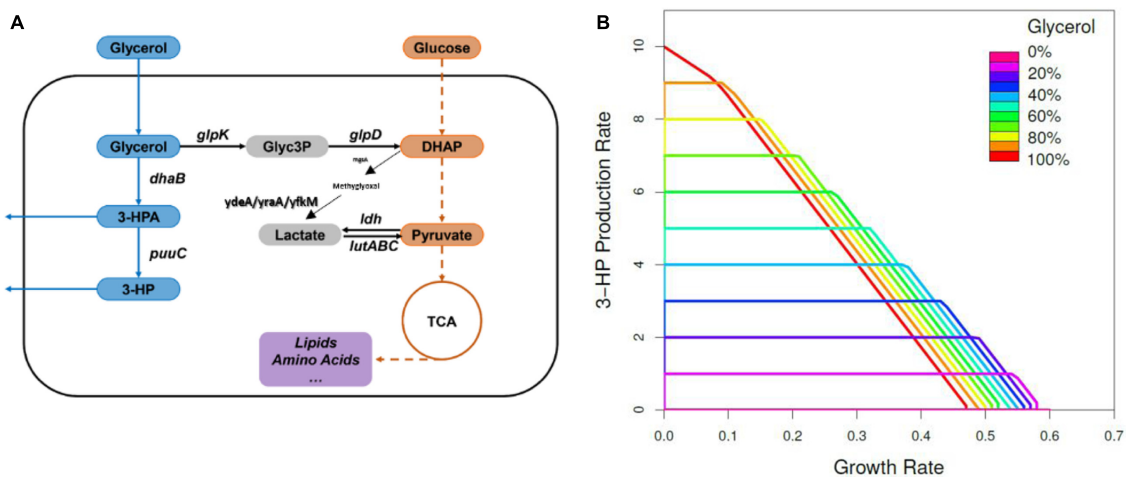 A
Glycerol
Glucose
Glycerol
glpK
Glyc3P
glpD
DHAP
mgsA
dhaB
Methyglyoxal
ydeA/yraA/yfkM
3-HPA
ldh
Lactate
Pyruvate
lutABC
puuC
3-HP
TCA
Lipids
Amino Acids
...
B
3-HP Production Rate
10
8
6
4
2
0
0.0
0.1
0.2
0.3
0.4
0.5
0.6
0.7
Growth Rate
Glycerol
0%
20%
40%
60%
80%
100%